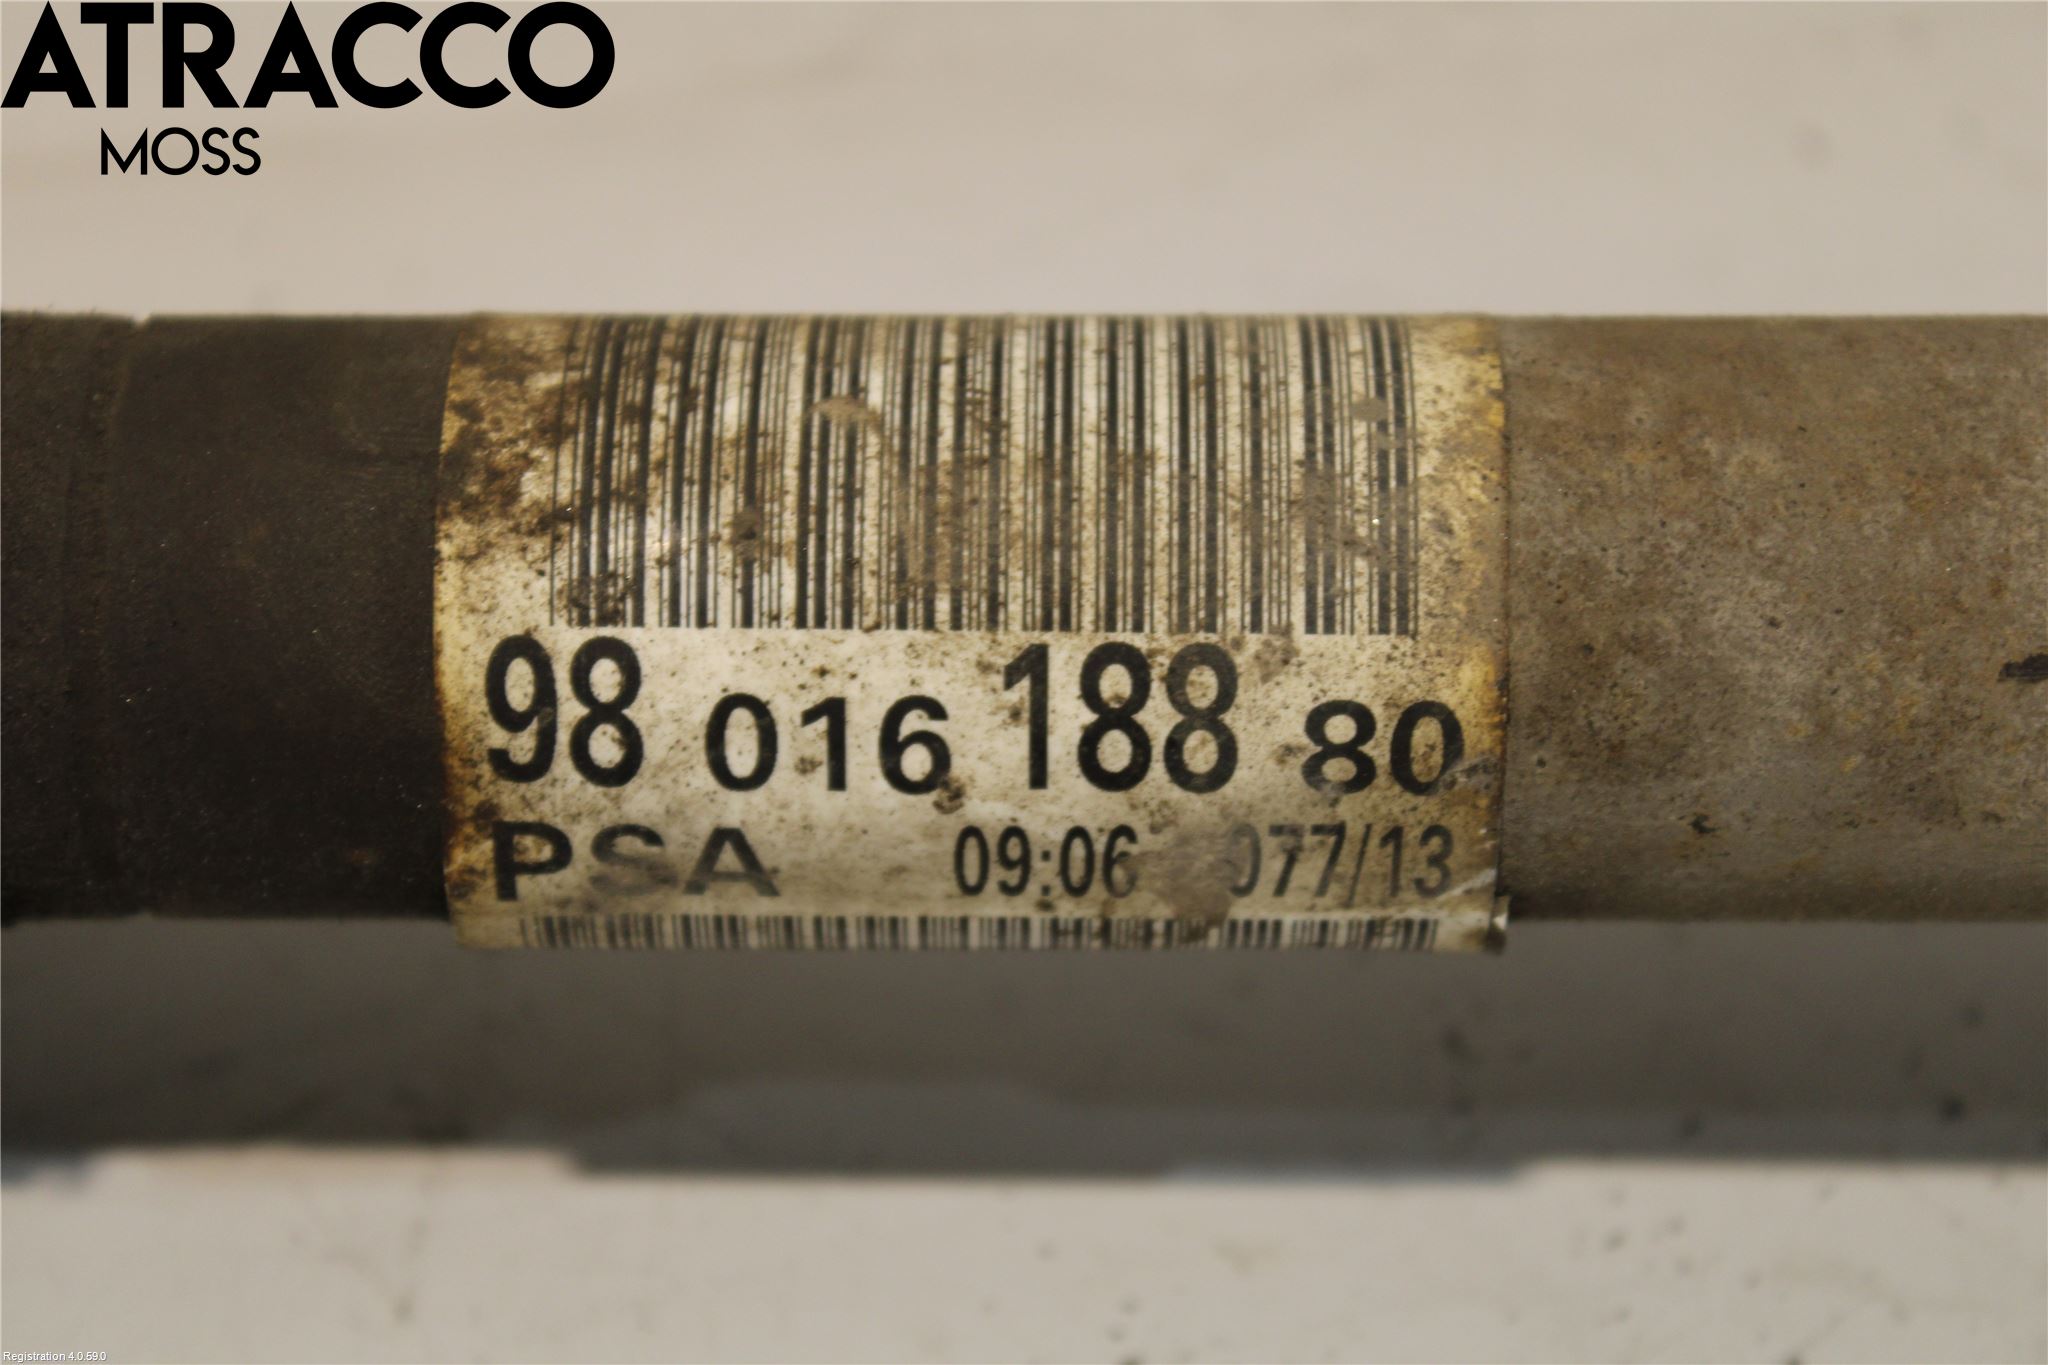 ATRACCO
MOSS
98 016 188 80
PSA 09:06 077/13
Registration 4.0.59.0